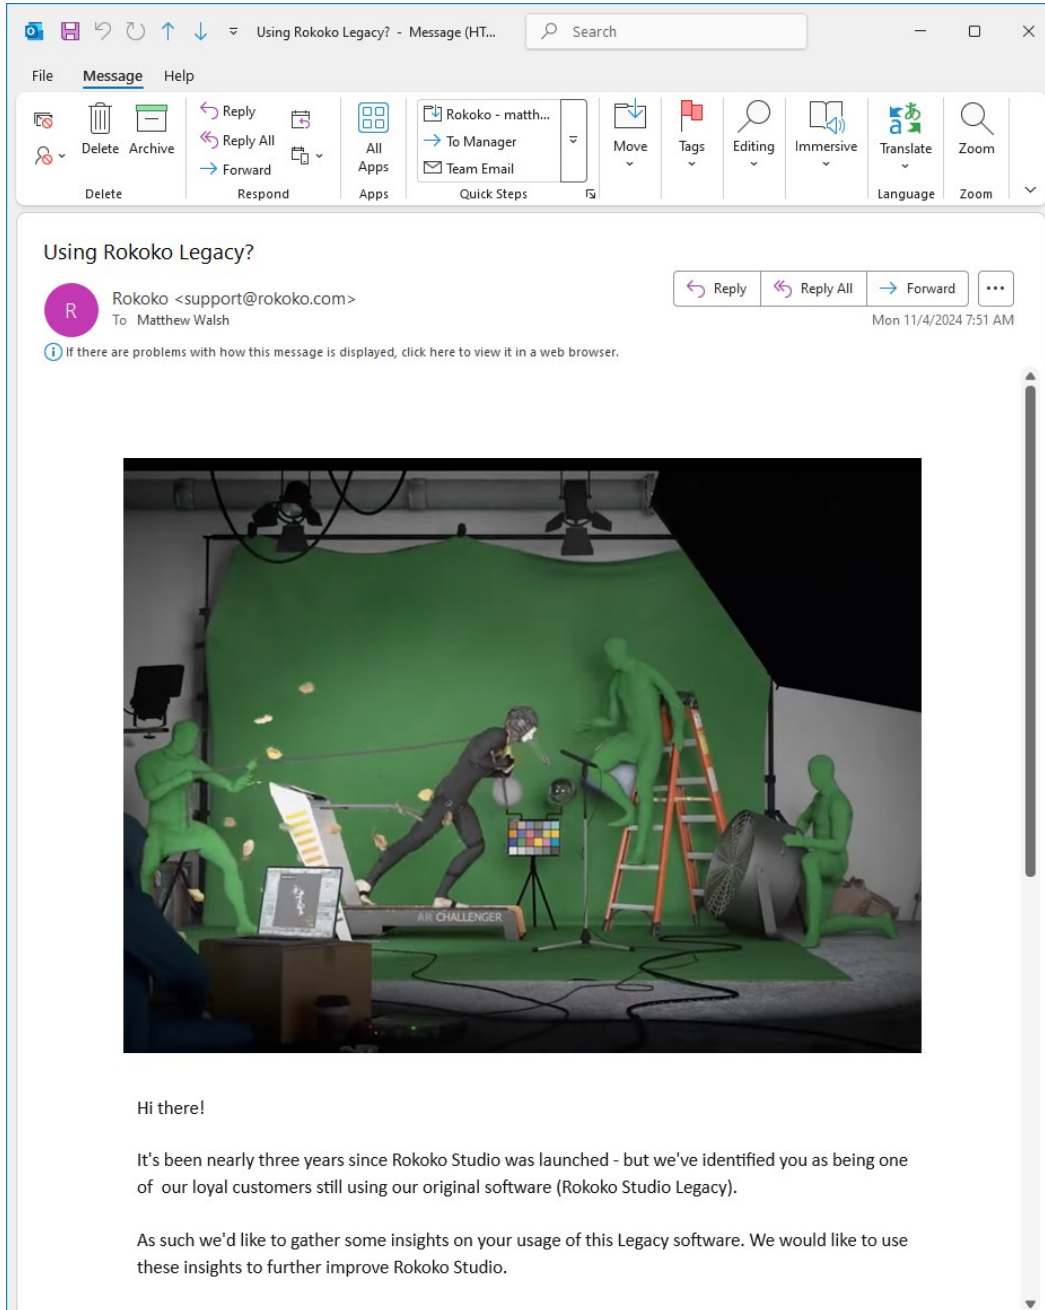 Using Rokoko Legacy? - Message (HT...
Search
File Message Help
Delete
Archive
Delete
Reply
Reply All
Forward
Respond
All
Apps
Apps
Rokoko - matth...
To Manager
Team Email
Quick Steps
Move
Tags
Editing
Immersive
あ
a
Translate
Language
Zoom
Zoom
Using Rokoko Legacy?
R
Rokoko <support@rokoko.com>
To Matthew Walsh
Reply
Reply All
Forward
Mon 11/4/2024 7:51 AM
If there are problems with how this message is displayed, click here to view it in a web browser.
AR CHALLENGER
Hi there!
It's been nearly three years since Rokoko Studio was launched - but we've identified you as being one
of  our loyal customers still using our original software (Rokoko Studio Legacy).
As such we'd like to gather some insights on your usage of this Legacy software. We would like to use
these insights to further improve Rokoko Studio.